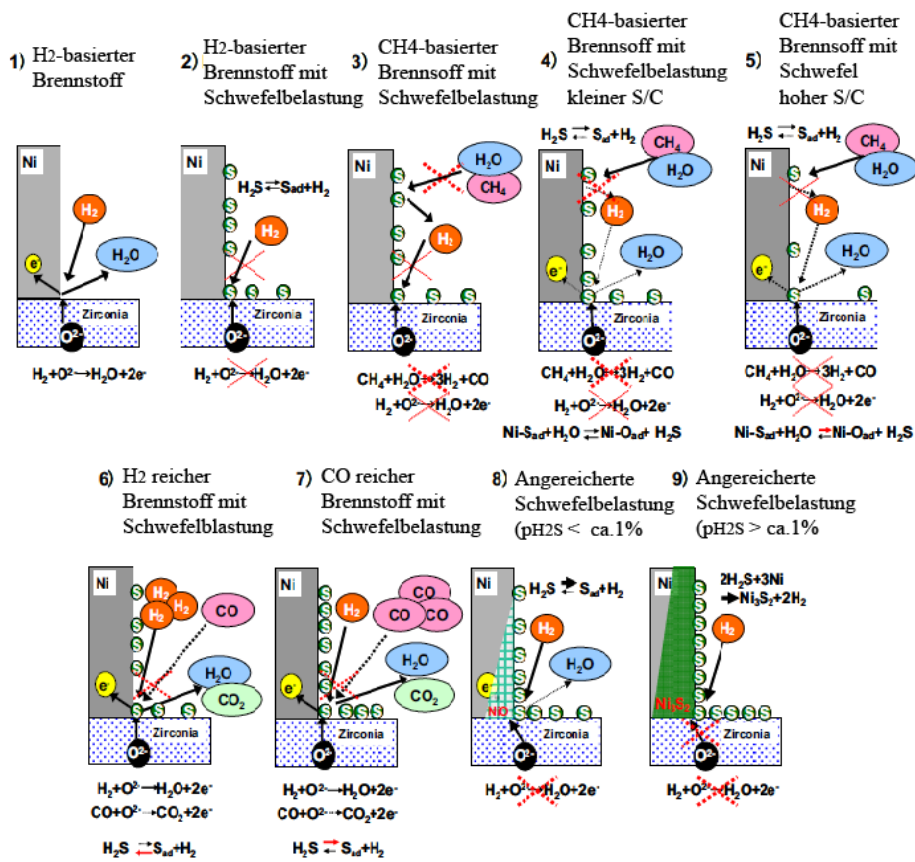 1) H2-basierter
Brennstoff
2) H2-basierter
Brennstoff mit
Schwefelbelastung
3) CH4-basierter
Brennsoff mit
Schwefelbelastung
4) CH4-basierter
Brennsoff mit
Schwefelbelastung
kleiner S/C
5) CH4-basierter
Brennsoff mit
Schwefel
hoher S/C
Ni
H₂
H₂O
e⁻
Zirconia
O²⁻
H₂+O²⁻→H₂O+2e⁻
Ni
S
S
S
S
H₂S⇌Sad+H₂
H₂
S
S
S
Zirconia
O²⁻
H₂+O²⁻→H₂O+2e⁻
Ni
H₂O
CH₄
S
S
S
S
H₂
S
S
S
Zirconia
O²⁻
CH₄+H₂O→3H₂+CO
H₂+O²⁻→H₂O+2e⁻
H₂S ⇌ Sad+H₂
Ni
CH₄
H₂O
S
S
H₂
S
S
H₂O
e⁻
S
S
S
Zirconia
O²⁻
CH₄+H₂O→3H₂+CO
H₂+O²⁻→H₂O+2e⁻
Ni-Sad+H₂O ⇌ Ni-Oad+ H₂S
H₂S ⇌ Sad+H₂
Ni
CH₄
H₂O
S
H₂
S
H₂O
e⁻
S
S
Zirconia
O²⁻
CH₄+H₂O→3H₂+CO
H₂+O²⁻→H₂O+2e⁻
Ni-Sad+H₂O ⇌ Ni-Oad+ H₂S
6) H2 reicher
Brennstoff mit
Schwefelblastung
7) CO reicher
Brennstoff mit
Schwefelbelastung
8) Angereicherte
Schwefelbelastung
(pH2S < ca.1%
9) Angereicherte
Schwefelbelastung
(pH2S > ca.1%
Ni
S
H₂
H₂
H₂
S
S
S
CO
H₂O
e⁻
CO₂
S
S
S
Zirconia
O²⁻
H₂+O²⁻→H₂O+2e⁻
CO+O²⁻→CO₂+2e⁻
H₂S ⇌ Sad+H₂
Ni
S
S
S
S
S
H₂
CO
CO
CO
H₂O
e⁻
CO₂
S
S
S
S
Zirconia
O²⁻
H₂+O²⁻→H₂O+2e⁻
CO+O²⁻→CO₂+2e⁻
H₂S ⇌ Sad+H₂
Ni
H₂S ⇌ Sad+H₂
S
S
S
S
S
S
S
H₂
H₂O
e⁻
NiO
S
S
S
S
Zirconia
O²⁻
H₂+O²⁻→H₂O+2e⁻
Ni
2H₂S+3Ni
→Ni₃S₂+2H₂
S
S
S
S
S
S
S
H₂
Ni₃S₂
S
S
S
S
S
Zirconia
O²⁻
H₂+O²⁻→H₂O+2e⁻